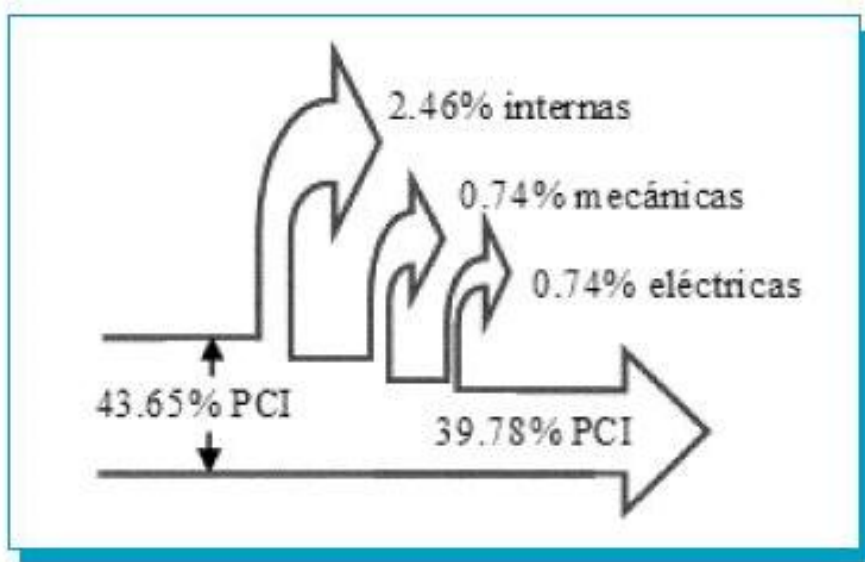 2.46% internas
0.74% mecánicas
0.74% eléctricas
43.65% PCI
39.78% PCI